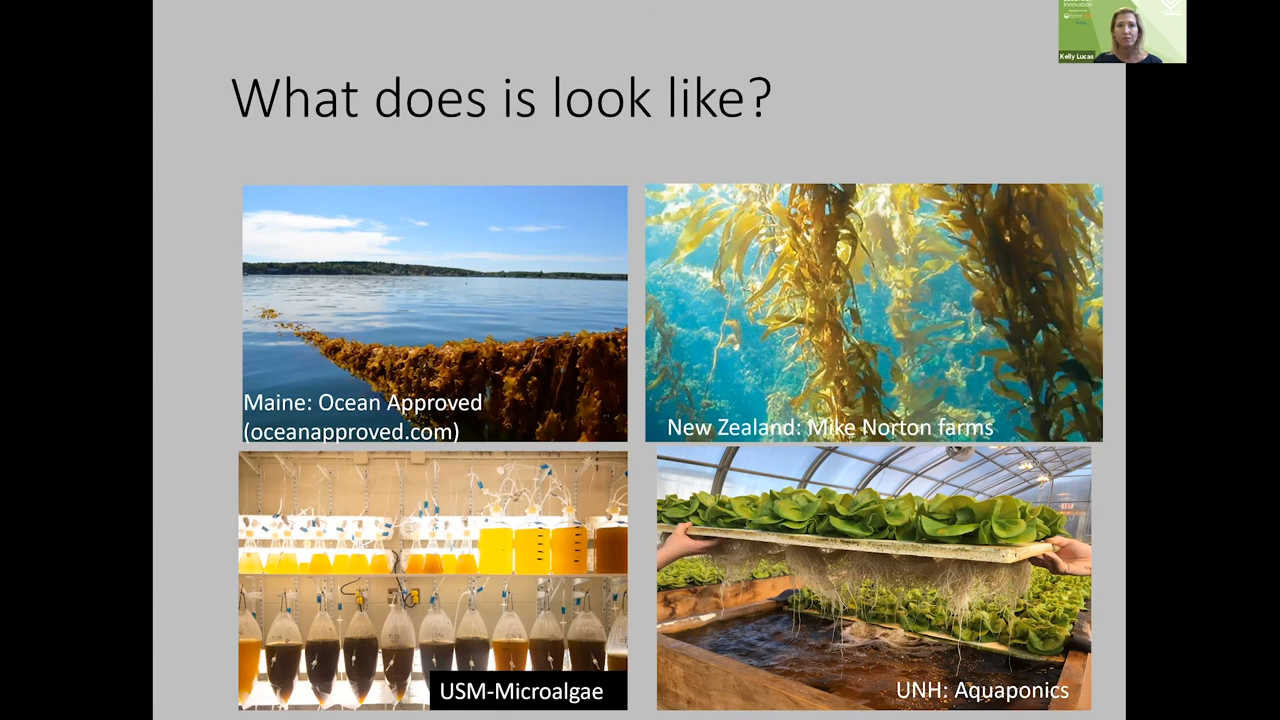 Innovation
Kelly Lucas
What does is look like?
Maine: Ocean Approved
(oceanapproved.com)
New Zealand: Mike Norton farms
USM-Microalgae
UNH: Aquaponics